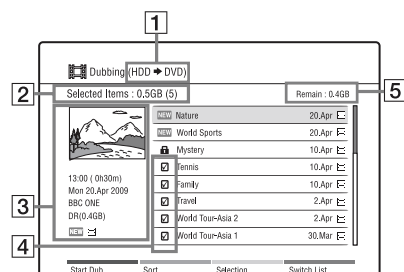 1
Dubbing (HDD ➡ DVD)
2
Selected Items : 0.5GB (5)
Remain : 0.4GB
5
NEW Nature 20.Apr
NEW World Sports 20.Apr
Mystery 10.Apr
Tennis 10.Apr
Family 10.Apr
Travel 2.Apr
World Tour-Asia 2 2.Apr
World Tour-Asia 1 30.Mar
13:00 ( 0h30m)
Mon 20.Apr 2009
BBC ONE
DR(0.4GB)
NEW
3
4
Start Dub Sort Selection Switch List